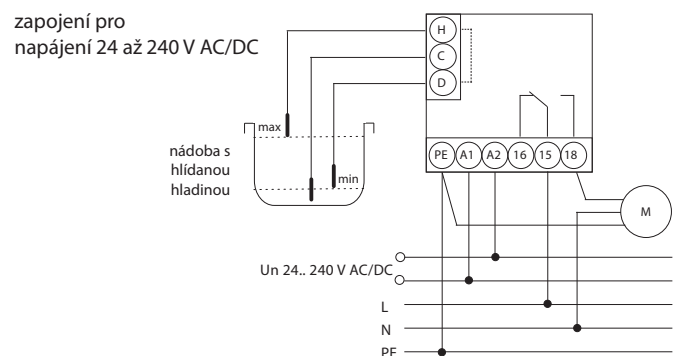 zapojení pro
napájení 24 až 240 V AC/DC
H
C
D
max
nádoba s
hlídanou
hladinou
min
PE A1 A2 16 15 18
M
Un 24.. 240 V AC/DC
L
N
PE